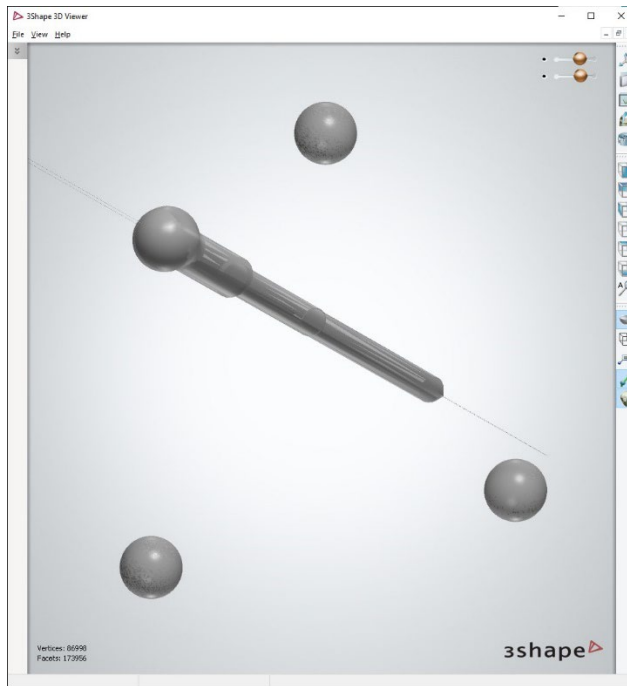 3Shape 3D Viewer
File View Help
Vertices: 86998
Facets: 173956
3shape